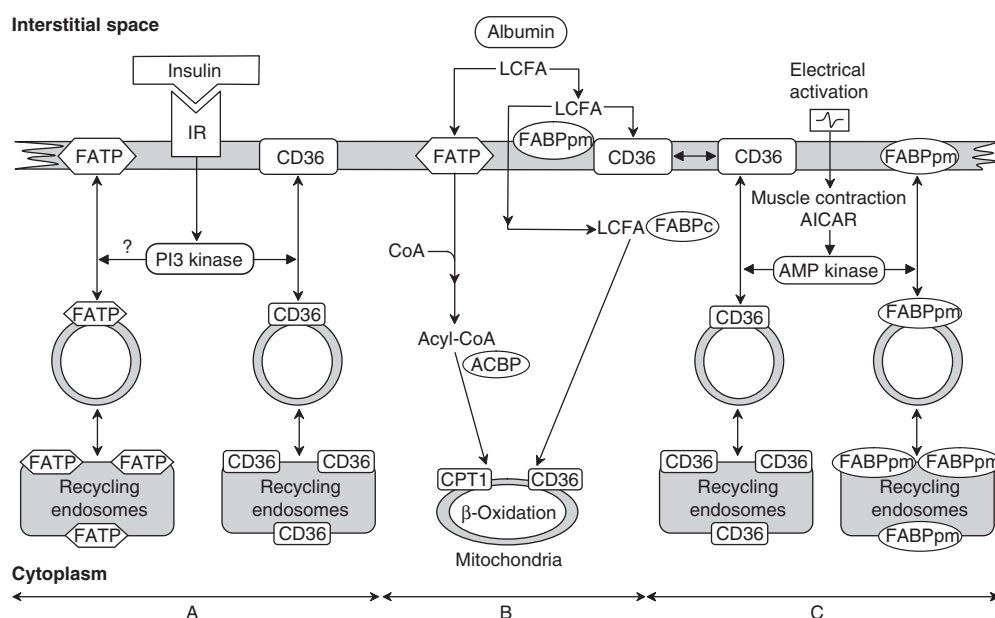 Interstitial space
Albumin
Insulin
LCFA
Electrical
activation
IR
LCFA
FATP
CD36
FATP
FABPpm
CD36
CD36
FABPpm
Muscle contraction
AICAR
LCFA
FABPc
?
PI3 kinase
CoA
AMP kinase
FATP
CD36
CD36
FABPpm
Acyl-CoA
ACBP
FATP
FATP
Recycling
endosomes
FATP
CD36
CD36
Recycling
endosomes
CD36
CPT1
CD36
β-Oxidation
Mitochondria
CD36
CD36
Recycling
endosomes
CD36
FABPpm
FABPpm
Recycling
endosomes
FABPpm
Cytoplasm
A
B
C